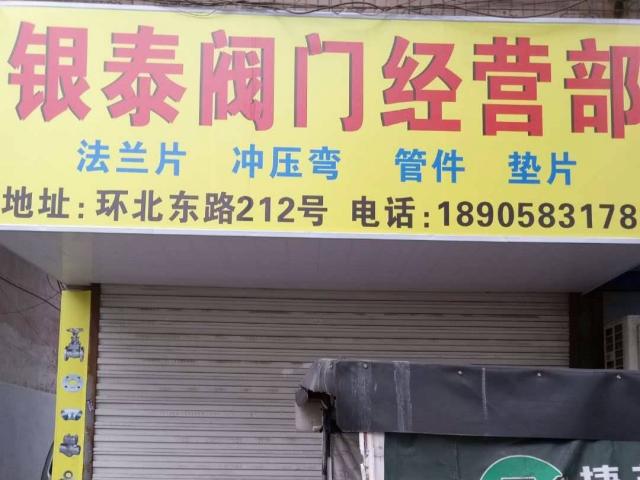 银泰阀门经营部
法兰片 冲压弯 管件 垫片
地址:环北东路212号 电话:1890583178
捷